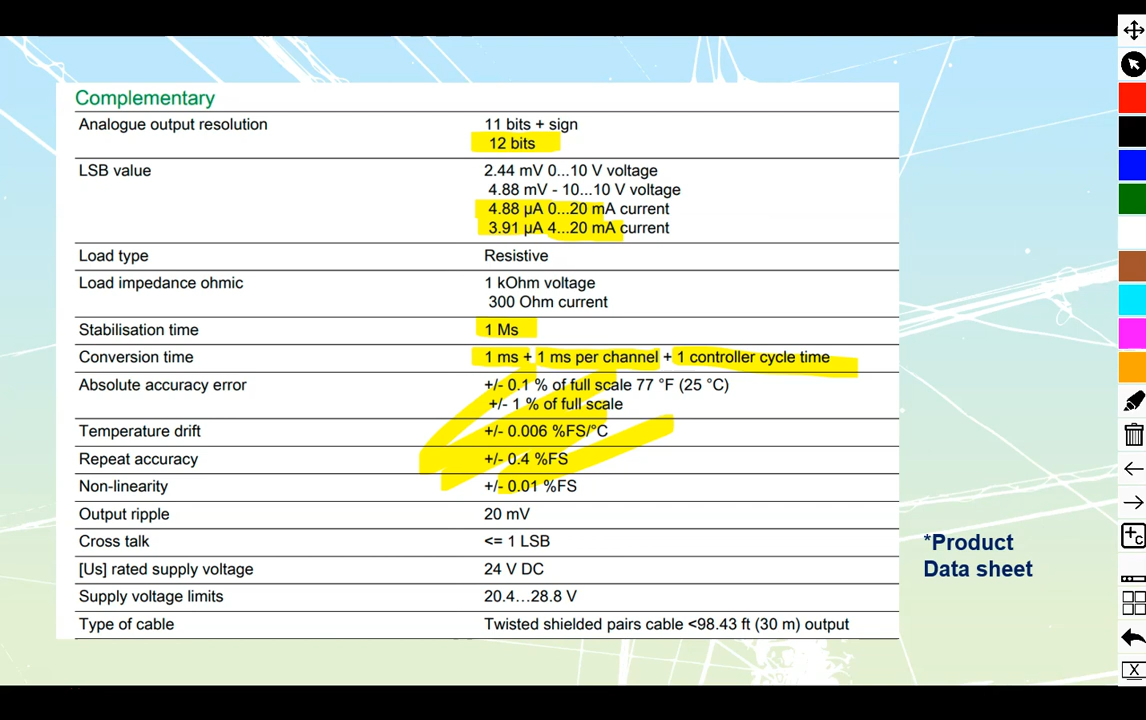 Complementary
Analogue output resolution 11 bits + sign
12 bits
LSB value 2.44 mV 0...10 V voltage
4.88 mV - 10...10 V voltage
4.88 µA 0...20 mA current
3.91 µA 4...20 mA current
Load type Resistive
Load impedance ohmic 1 kOhm voltage
300 Ohm current
Stabilisation time 1 Ms
Conversion time 1 ms + 1 ms per channel + 1 controller cycle time
Absolute accuracy error +/- 0.1 % of full scale 77 °F (25 °C)
+/- 1 % of full scale
Temperature drift +/- 0.006 %FS/°C
Repeat accuracy +/- 0.4 %FS
Non-linearity +/- 0.01 %FS
Output ripple 20 mV
Cross talk <= 1 LSB
[Us] rated supply voltage 24 V DC
Supply voltage limits 20.4...28.8 V
Type of cable Twisted shielded pairs cable <98.43 ft (30 m) output
*Product
Data sheet
+C
X